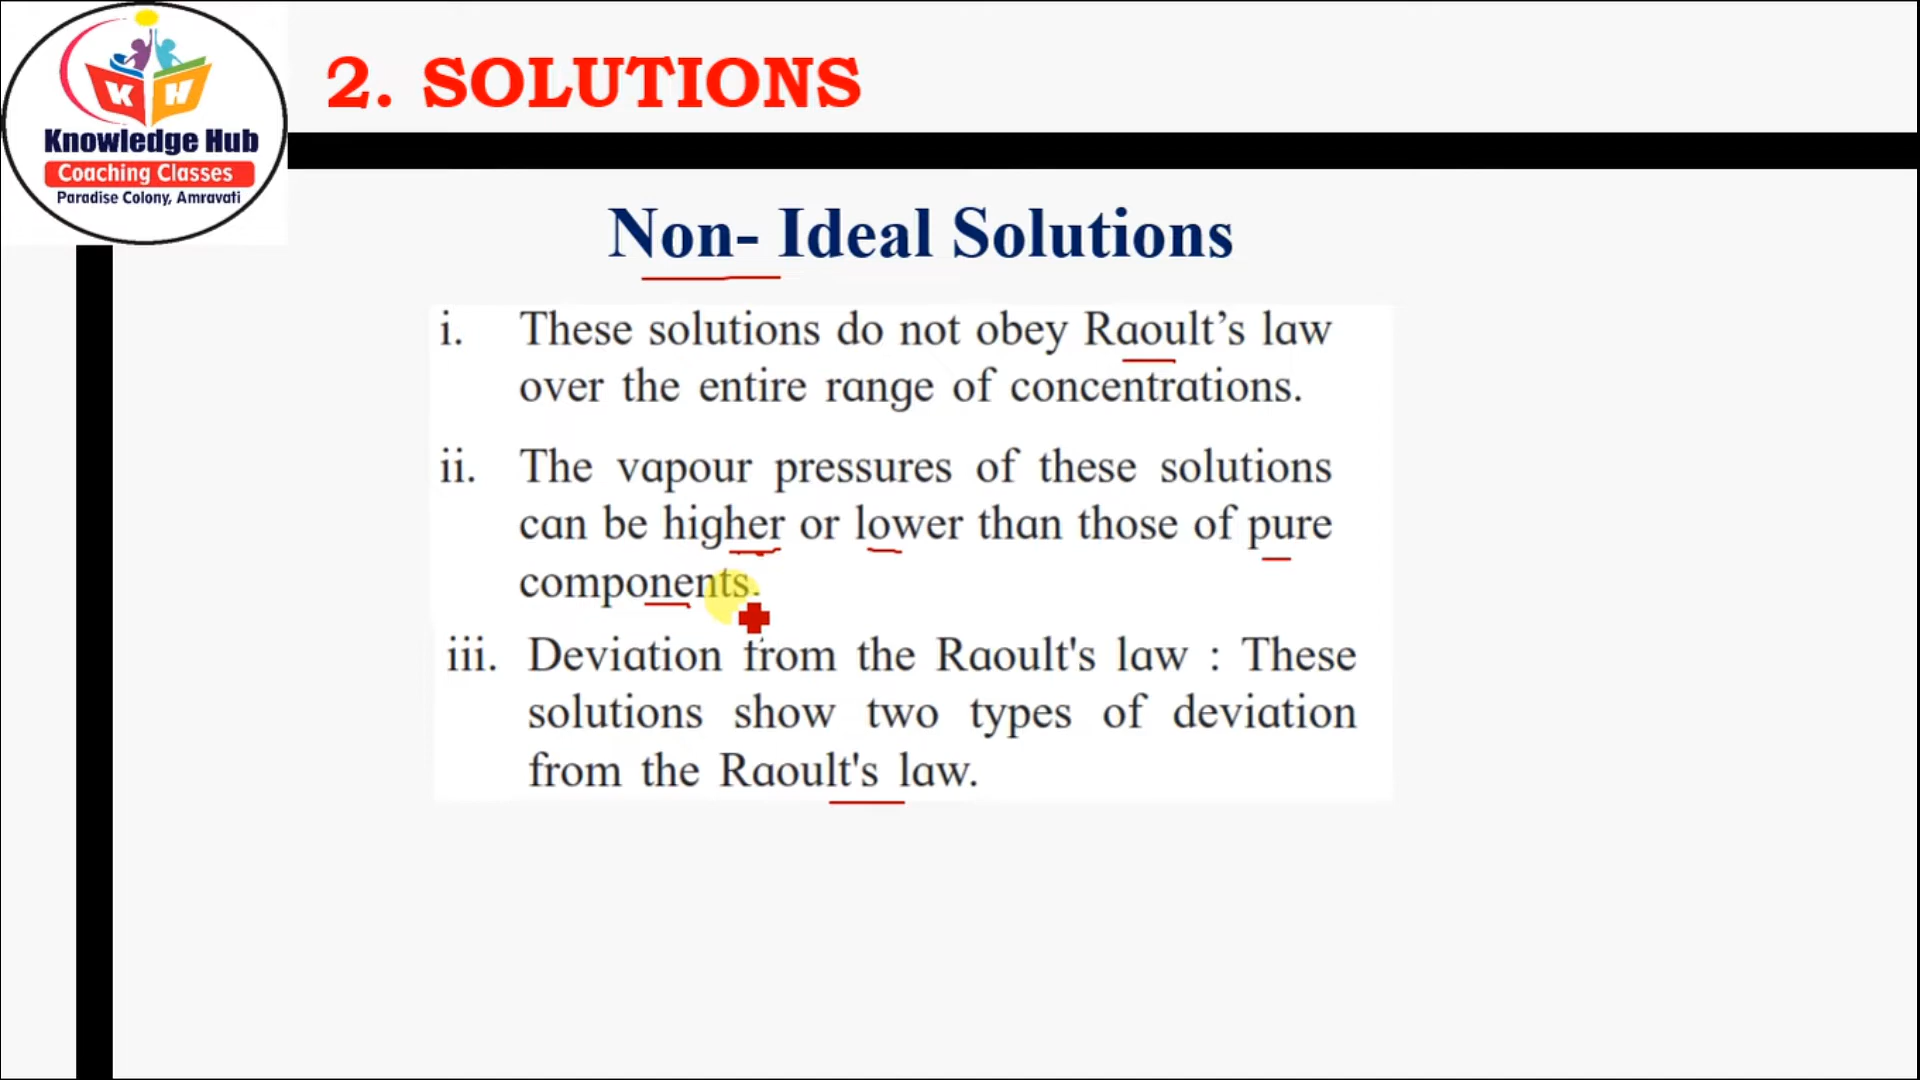 K H
Knowledge Hub
Coaching Classes
Paradise Colony, Amravati
2. SOLUTIONS
Non- Ideal Solutions
i. These solutions do not obey Raoult’s law
over the entire range of concentrations.
ii. The vapour pressures of these solutions
can be higher or lower than those of pure
components.
iii. Deviation from the Raoult's law : These
solutions show two types of deviation
from the Raoult's law.